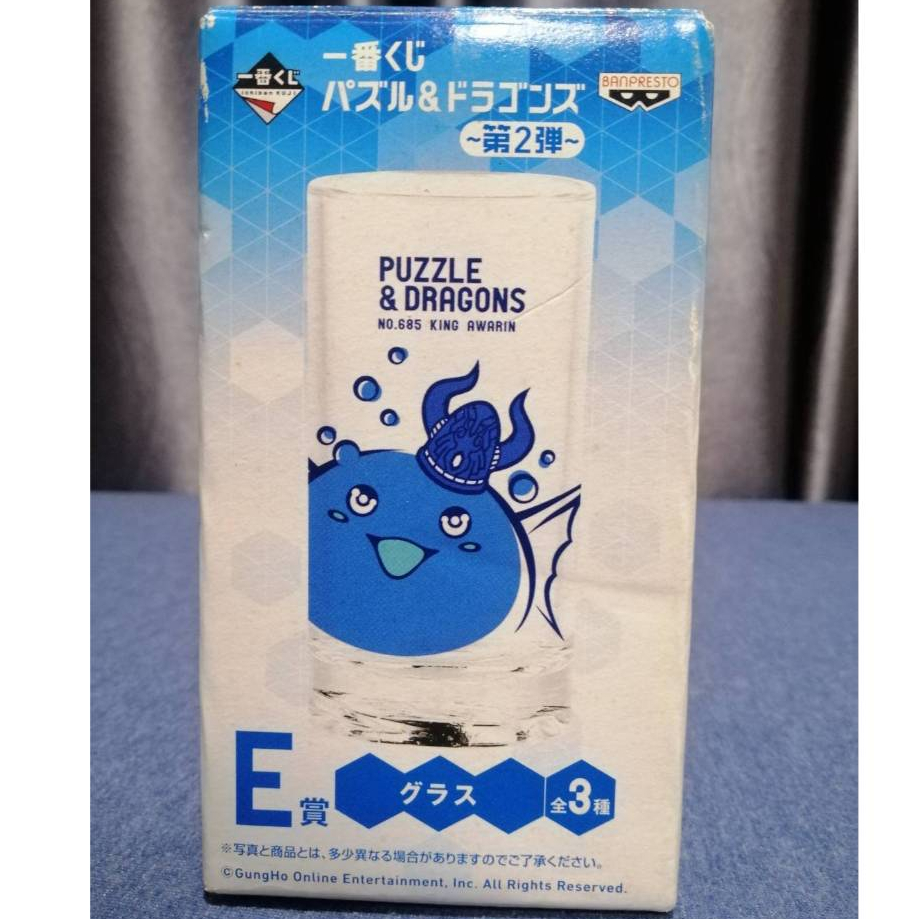 一番くじ
ICHIBAN KUJI
一番くじ
パズル&ドラゴンズ
~第2弾~
BANPRESTO
PUZZLE
& DRAGONS
NO.685 KING AWARIN
E賞
グラス
全3種
※写真と商品とは、多少異なる場合がありますのでご了承ください。
©GungHo Online Entertainment, Inc. All Rights Reserved.